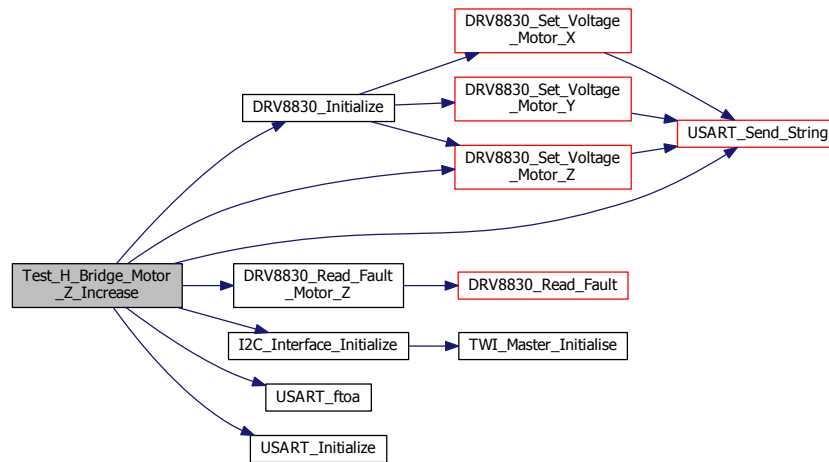 DRV8830_Set_Voltage
_Motor_X
DRV8830_Initialize
DRV8830_Set_Voltage
_Motor_Y
USART_Send_String
DRV8830_Set_Voltage
_Motor_Z
Test_H_Bridge_Motor
_Z_Increase
DRV8830_Read_Fault
_Motor_Z
DRV8830_Read_Fault
I2C_Interface_Initialize
TWI_Master_Initialise
USART_ftoa
USART_Initialize